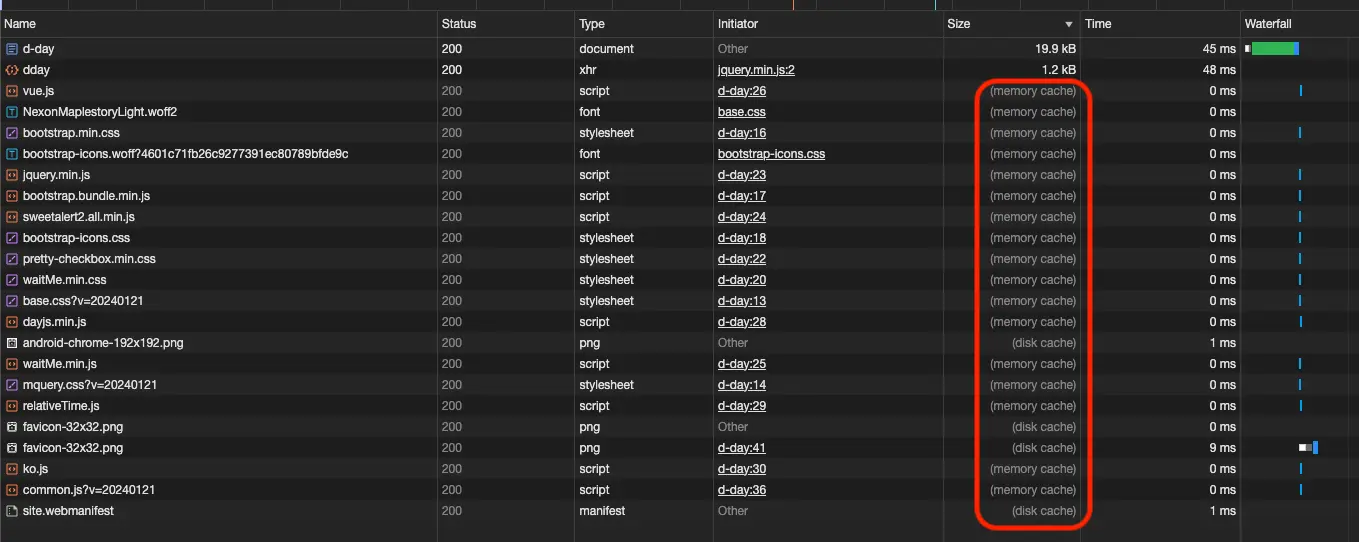 Name Status Type Initiator Size ▼ Time Waterfall
d-day 200 document Other 19.9 kB 45 ms
dday 200 xhr jquery.min.js:2 1.2 kB 48 ms
vue.js 200 script d-day:26 (memory cache) 0 ms
NexonMaplestoryLight.woff2 200 font base.css (memory cache) 0 ms
bootstrap.min.css 200 stylesheet d-day:16 (memory cache) 0 ms
bootstrap-icons.woff?4601c71fb26c9277391ec80789bfde9c 200 font bootstrap-icons.css (memory cache) 0 ms
jquery.min.js 200 script d-day:23 (memory cache) 0 ms
bootstrap.bundle.min.js 200 script d-day:17 (memory cache) 0 ms
sweetalert2.all.min.js 200 script d-day:24 (memory cache) 0 ms
bootstrap-icons.css 200 stylesheet d-day:18 (memory cache) 0 ms
pretty-checkbox.min.css 200 stylesheet d-day:22 (memory cache) 0 ms
waitMe.min.css 200 stylesheet d-day:20 (memory cache) 0 ms
base.css?v=20240121 200 stylesheet d-day:13 (memory cache) 0 ms
dayjs.min.js 200 script d-day:28 (memory cache) 0 ms
android-chrome-192x192.png 200 png Other (disk cache) 1 ms
waitMe.min.js 200 script d-day:25 (memory cache) 0 ms
mquery.css?v=20240121 200 stylesheet d-day:14 (memory cache) 0 ms
relativeTime.js 200 script d-day:29 (memory cache) 0 ms
favicon-32x32.png 200 png Other (disk cache) 0 ms
favicon-32x32.png 200 png d-day:41 (disk cache) 9 ms
ko.js 200 script d-day:30 (memory cache) 0 ms
common.js?v=20240121 200 script d-day:36 (memory cache) 0 ms
site.webmanifest 200 manifest Other (disk cache) 1 ms